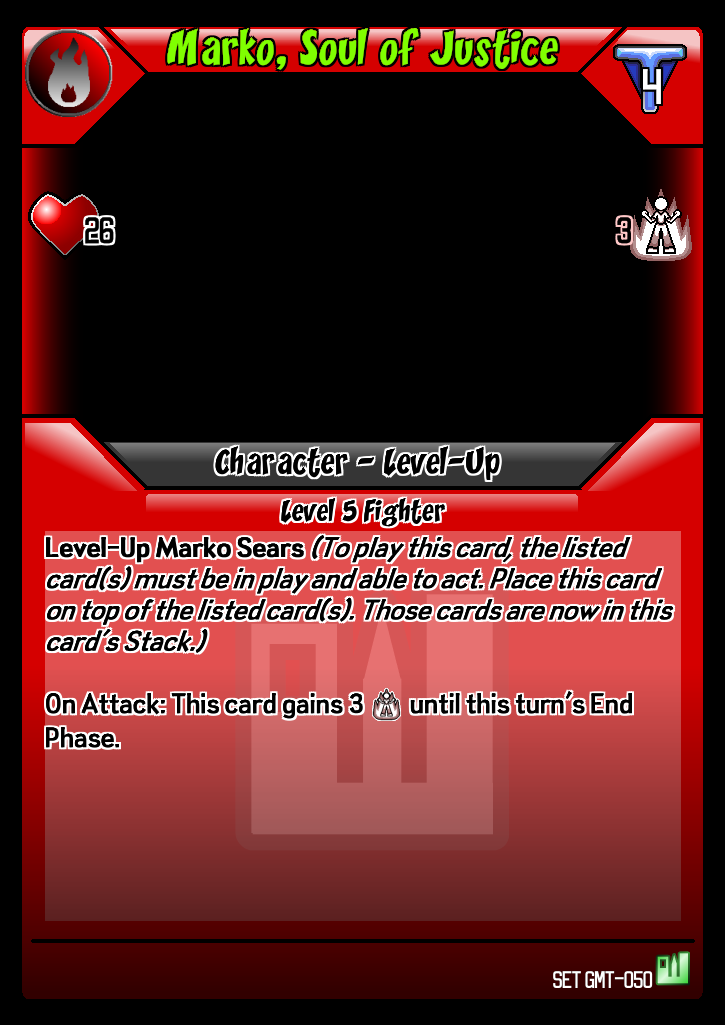 Marko, Soul of Justice
4
26
3
Character - Level-Up
Level 5 Fighter
Level-Up Marko Sears (To play this card, the listed
card(s) must be in play and able to act. Place this card
on top of the listed card(s). Those cards are now in this
card's Stack.)
On Attack: This card gains 3 until this turn's End
Phase.
SET GMT-050